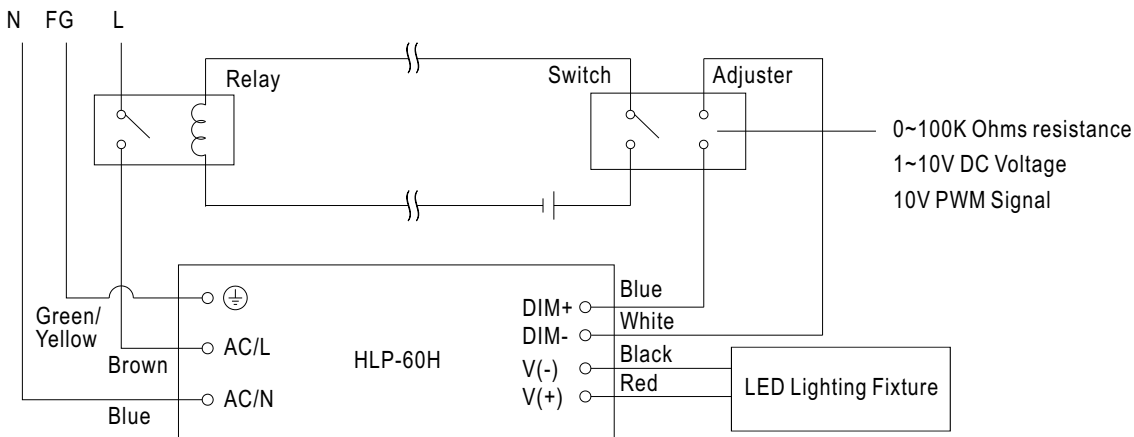 N FG L
Relay
Switch
Adjuster
0~100K Ohms resistance
1~10V DC Voltage
10V PWM Signal
Green/
Yellow
Brown
Blue
AC/L
AC/N
HLP-60H
DIM+
DIM-
V(-)
V(+)
Blue
White
Black
Red
LED Lighting Fixture